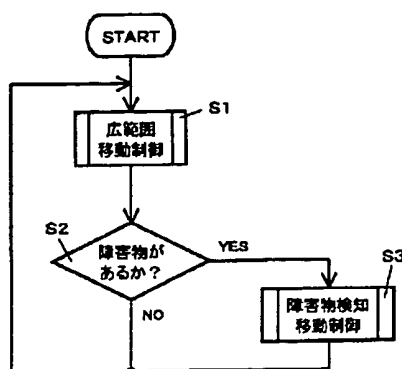 START
S1
広範囲
移動制御
S2
障害物が
あるか?
YES
S3
障害物検知
移動制御
NO